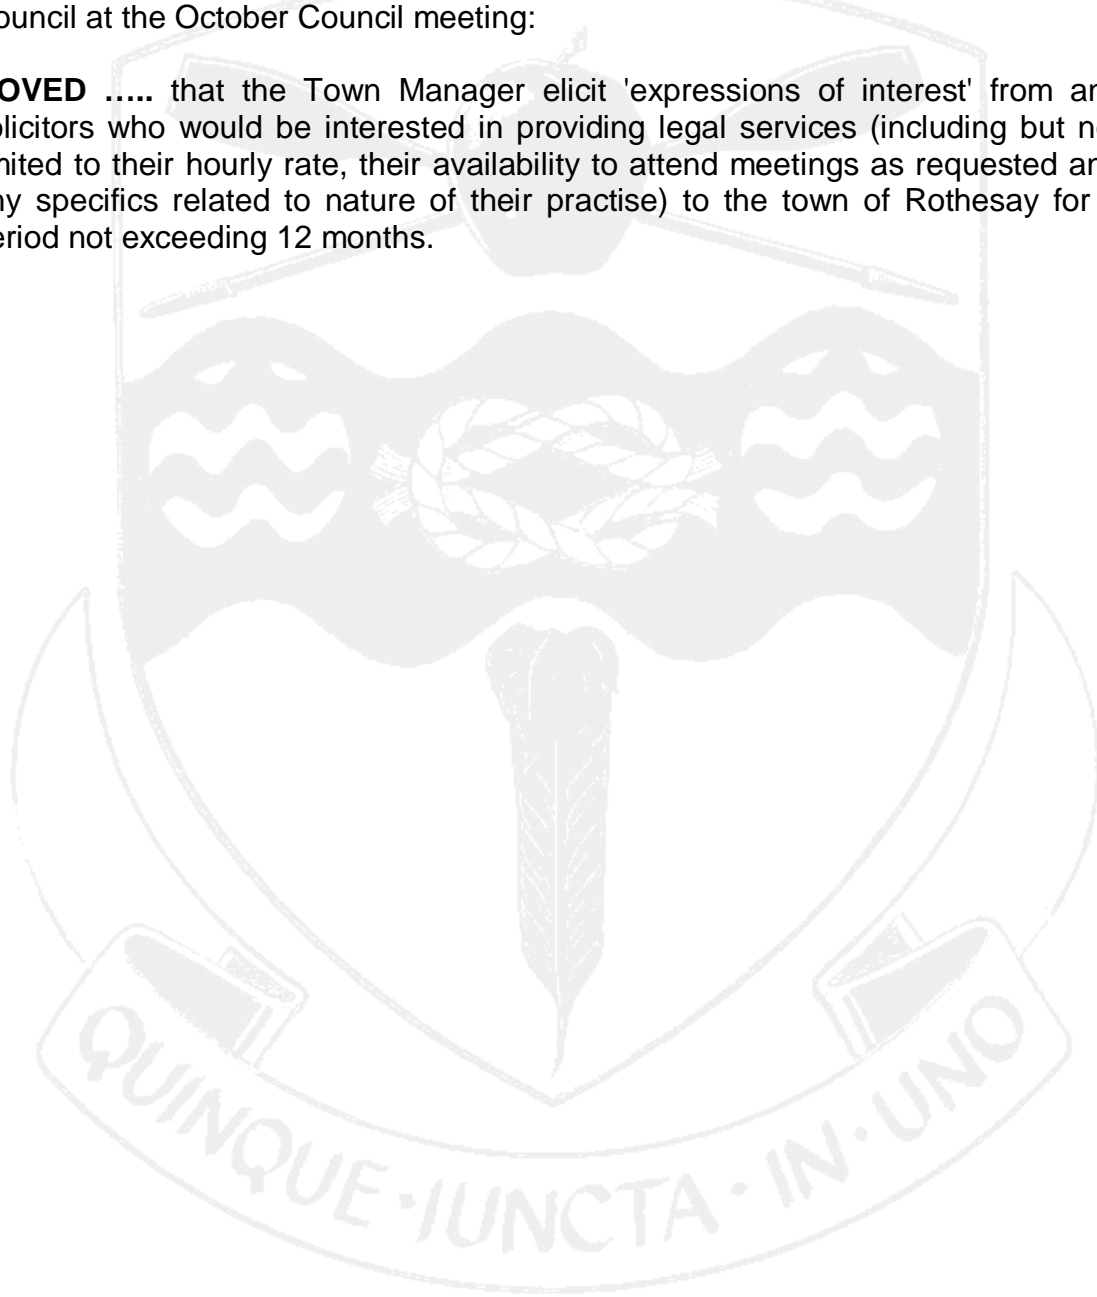 ouncil at the October Council meeting:
OVED ….. that the Town Manager elicit 'expressions of interest' from an
olicitors who would be interested in providing legal services (including but no
mited to their hourly rate, their availability to attend meetings as requested an
ny specifics related to nature of their practise) to the town of Rothesay for
eriod not exceeding 12 months.
QUINQUE·IUNCTA·IN·UNO